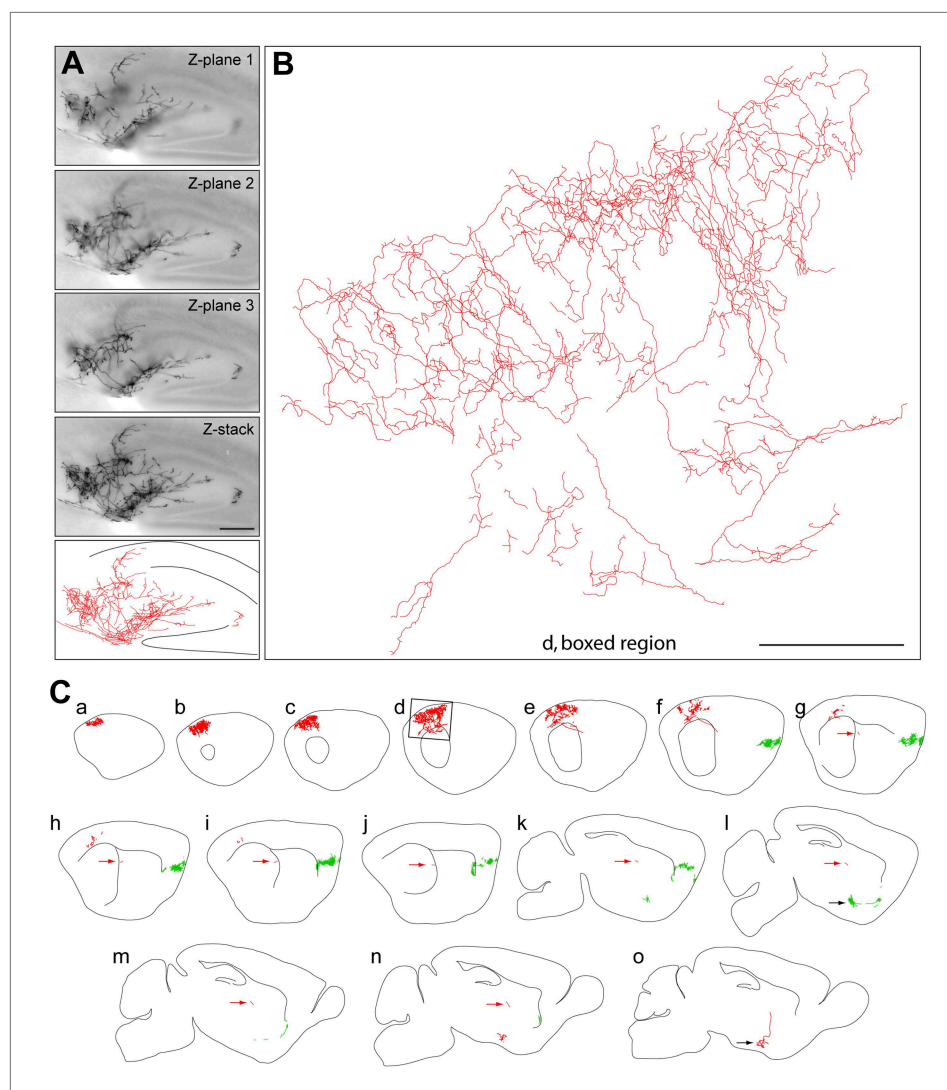 A
Z-plane 1
Z-plane 2
Z-plane 3
Z-stack
B
d, boxed region
C
a
b
c
d
e
f
g
h
i
j
k
l
m
n
o